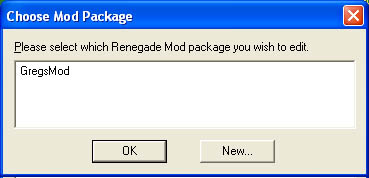 Choose Mod Package
Please select which Renegade Mod package you wish to edit.
GregsMod
OK
New...